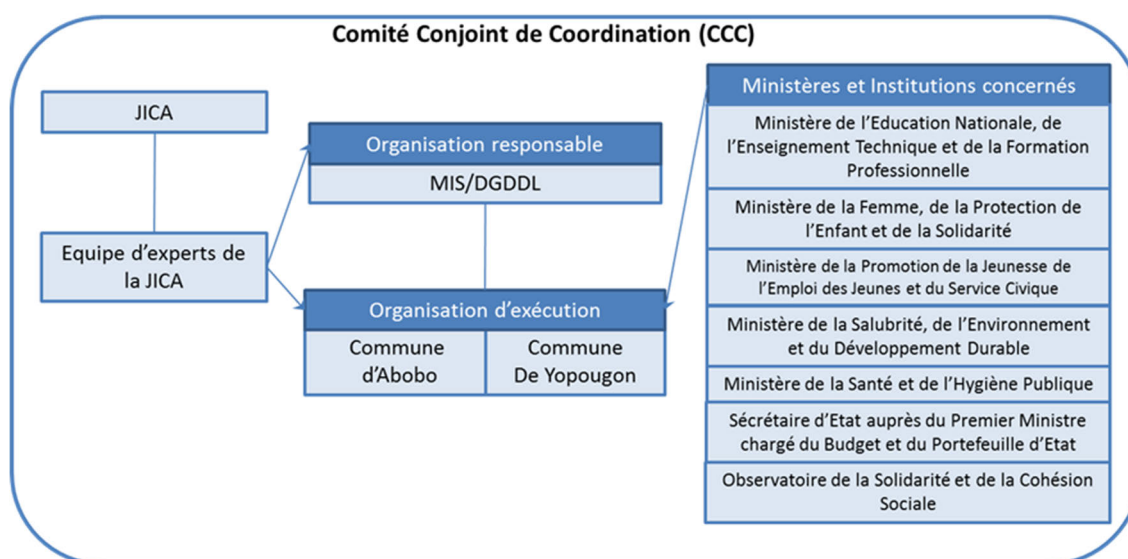 Comité Conjoint de Coordination (CCC)
JICA
Equipe d'experts de
la JICA
Organisation responsable
MIS/DGDDL
Organisation d'exécution
Commune
d'Abobo
Commune
De Yopougon
Ministères et Institutions concernés
Ministère de l'Education Nationale, de
l'Enseignement Technique et de la Formation
Professionnelle
Ministère de la Femme, de la Protection de
l'Enfant et de la Solidarité
Ministère de la Promotion de la Jeunesse de
l'Emploi des Jeunes et du Service Civique
Ministère de la Salubrité, de l'Environnement
et du Développement Durable
Ministère de la Santé et de l'Hygiène Publique
Sécrétaire d'Etat auprès du Premier Ministre
chargé du Budget et du Portefeuille d'Etat
Observatoire de la Solidarité et de la Cohésion
Sociale